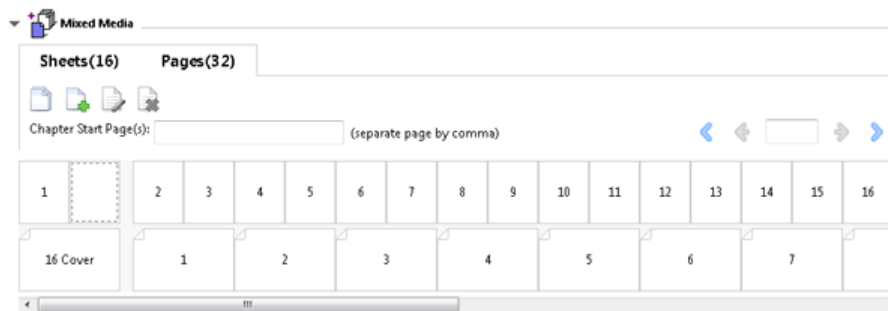 Mixed Media
Sheets(16) Pages(32)
Chapter Start Page(s): (separate page by comma)
1 2 3 4 5 6 7 8 9 10 11 12 13 14 15 16
16 Cover 1 2 3 4 5 6 7